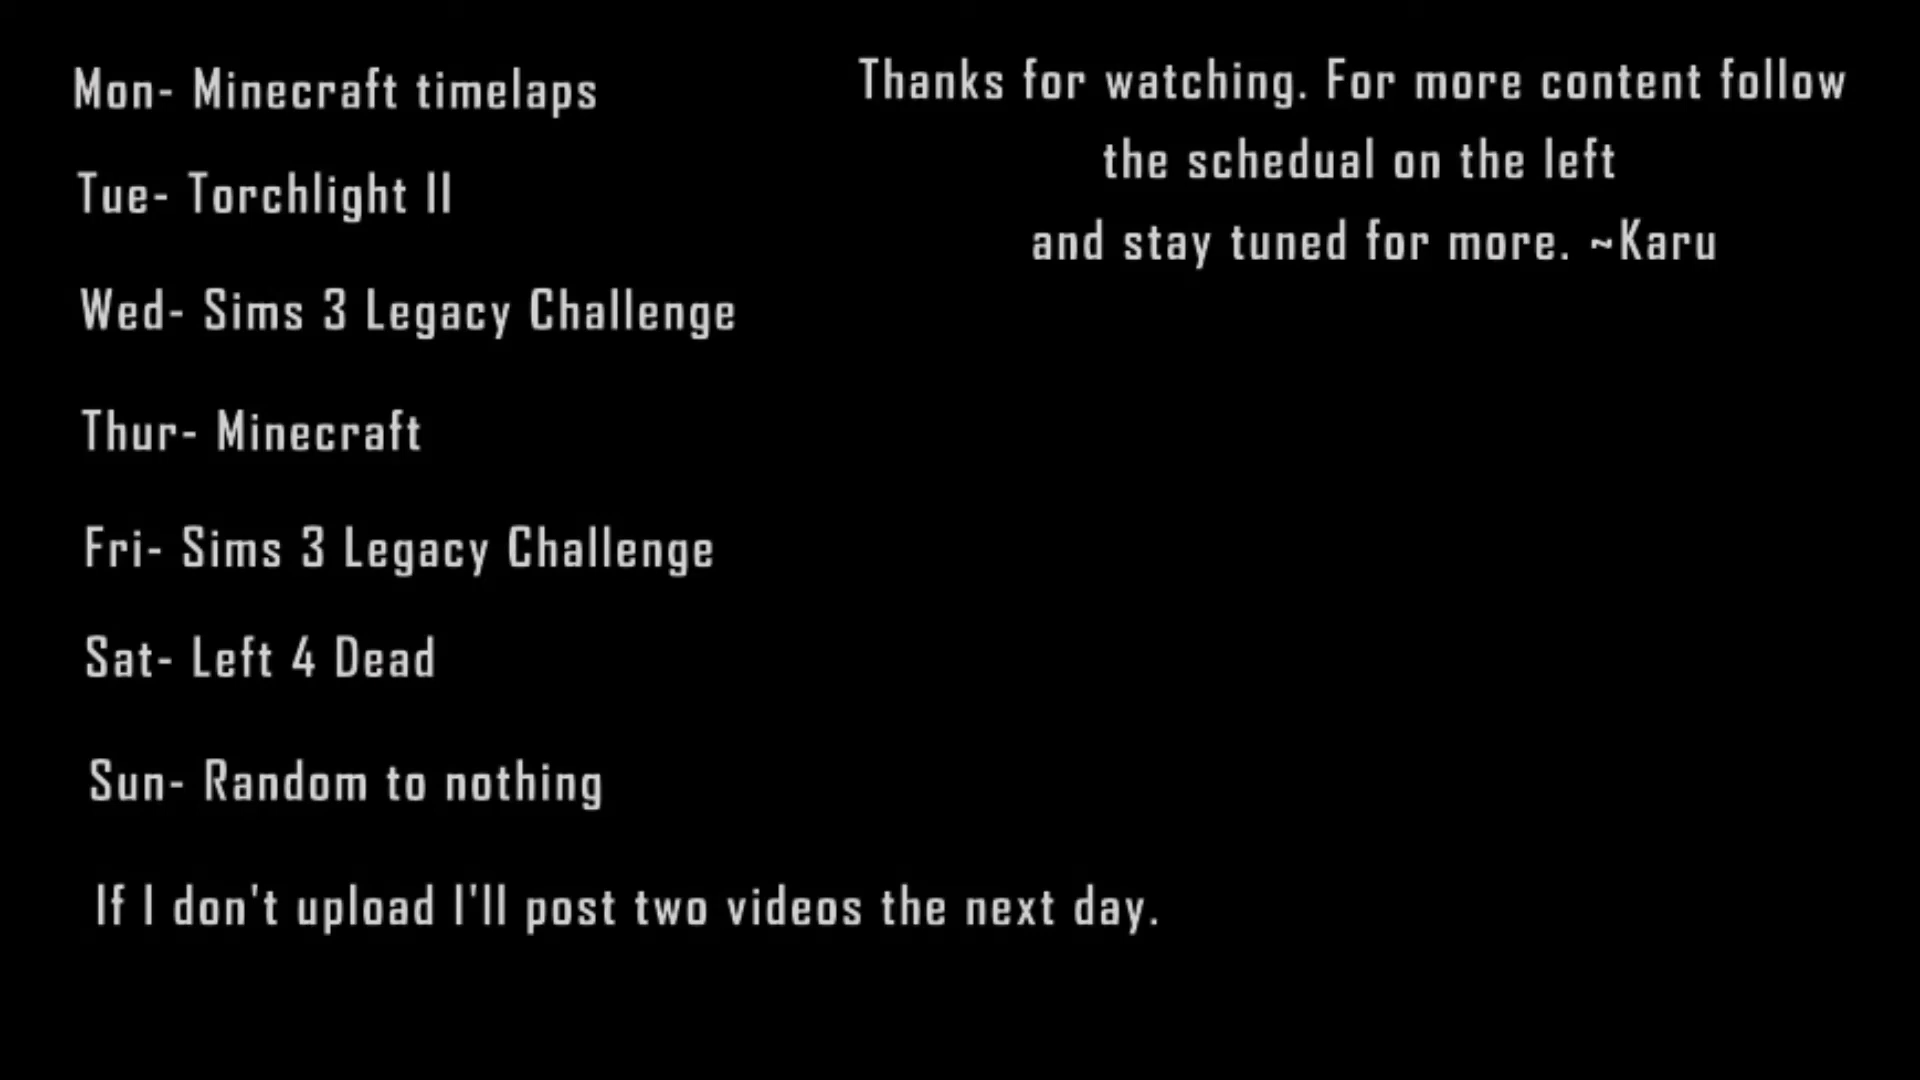 Mon- Minecraft timelaps
Tue- Torchlight II
Wed- Sims 3 Legacy Challenge
Thur- Minecraft
Fri- Sims 3 Legacy Challenge
Sat- Left 4 Dead
Sun- Random to nothing
If I don't upload I'll post two videos the next day.
Thanks for watching. For more content follow
the schedual on the left
and stay tuned for more. ~Karu